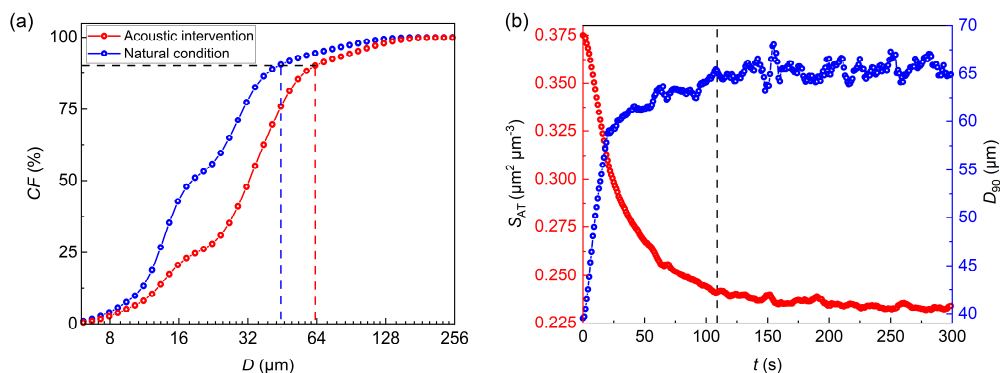 (a)
Acoustic intervention
Natural condition
CF (%)
100
75
50
25
0
8 16 32 64 128 256
D (μm)
(b)
S_AT (μm² μm⁻³)
0.375
0.350
0.325
0.300
0.275
0.250
0.225
0 50 100 150 200 250 300
t (s)
70
65
60
55
50
45
40
D₉₀ (μm)